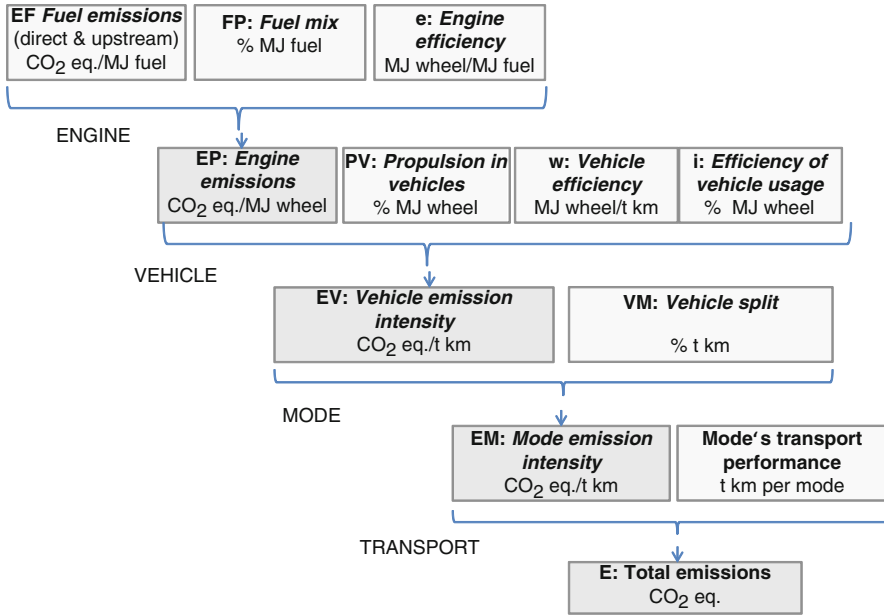 EF Fuel emissions
(direct & upstream)
CO2 eq./MJ fuel
FP: Fuel mix
% MJ fuel
e: Engine
efficiency
MJ wheel/MJ fuel
ENGINE
EP: Engine
emissions
CO2 eq./MJ wheel
PV: Propulsion in
vehicles
% MJ wheel
w: Vehicle
efficiency
MJ wheel/t km
i: Efficiency of
vehicle usage
% MJ wheel
VEHICLE
EV: Vehicle emission
intensity
CO2 eq./t km
VM: Vehicle split
% t km
MODE
EM: Mode emission
intensity
CO2 eq./t km
Mode‘s transport
performance
t km per mode
TRANSPORT
E: Total emissions
CO2 eq.